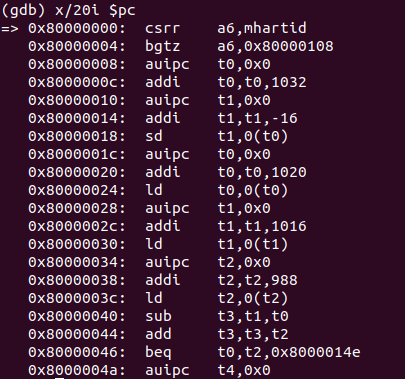 (gdb) x/20i $pc
=> 0x80000000: csrr a6,mhartid
0x80000004: bgtz a6,0x80000108
0x80000008: auipc t0,0x0
0x8000000c: addi t0,t0,1032
0x80000010: auipc t1,0x0
0x80000014: addi t1,t1,-16
0x80000018: sd t1,0(t0)
0x8000001c: auipc t0,0x0
0x80000020: addi t0,t0,1020
0x80000024: ld t0,0(t0)
0x80000028: auipc t1,0x0
0x8000002c: addi t1,t1,1016
0x80000030: ld t1,0(t1)
0x80000034: auipc t2,0x0
0x80000038: addi t2,t2,988
0x8000003c: ld t2,0(t2)
0x80000040: sub t3,t1,t0
0x80000044: add t3,t3,t2
0x80000046: beq t0,t2,0x8000014e
0x8000004a: auipc t4,0x0